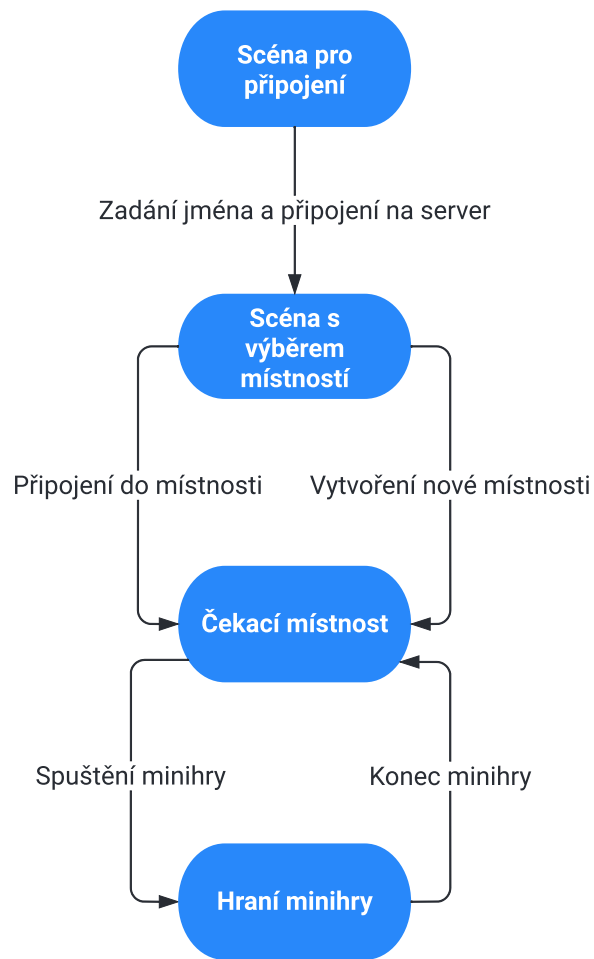 Scéna pro
připojení
Zadání jména a připojení na server
Scéna s
výběrem
místností
Připojení do místnosti
Vytvoření nové místnosti
Čekací místnost
Spuštění minihry
Konec minihry
Hraní minihry